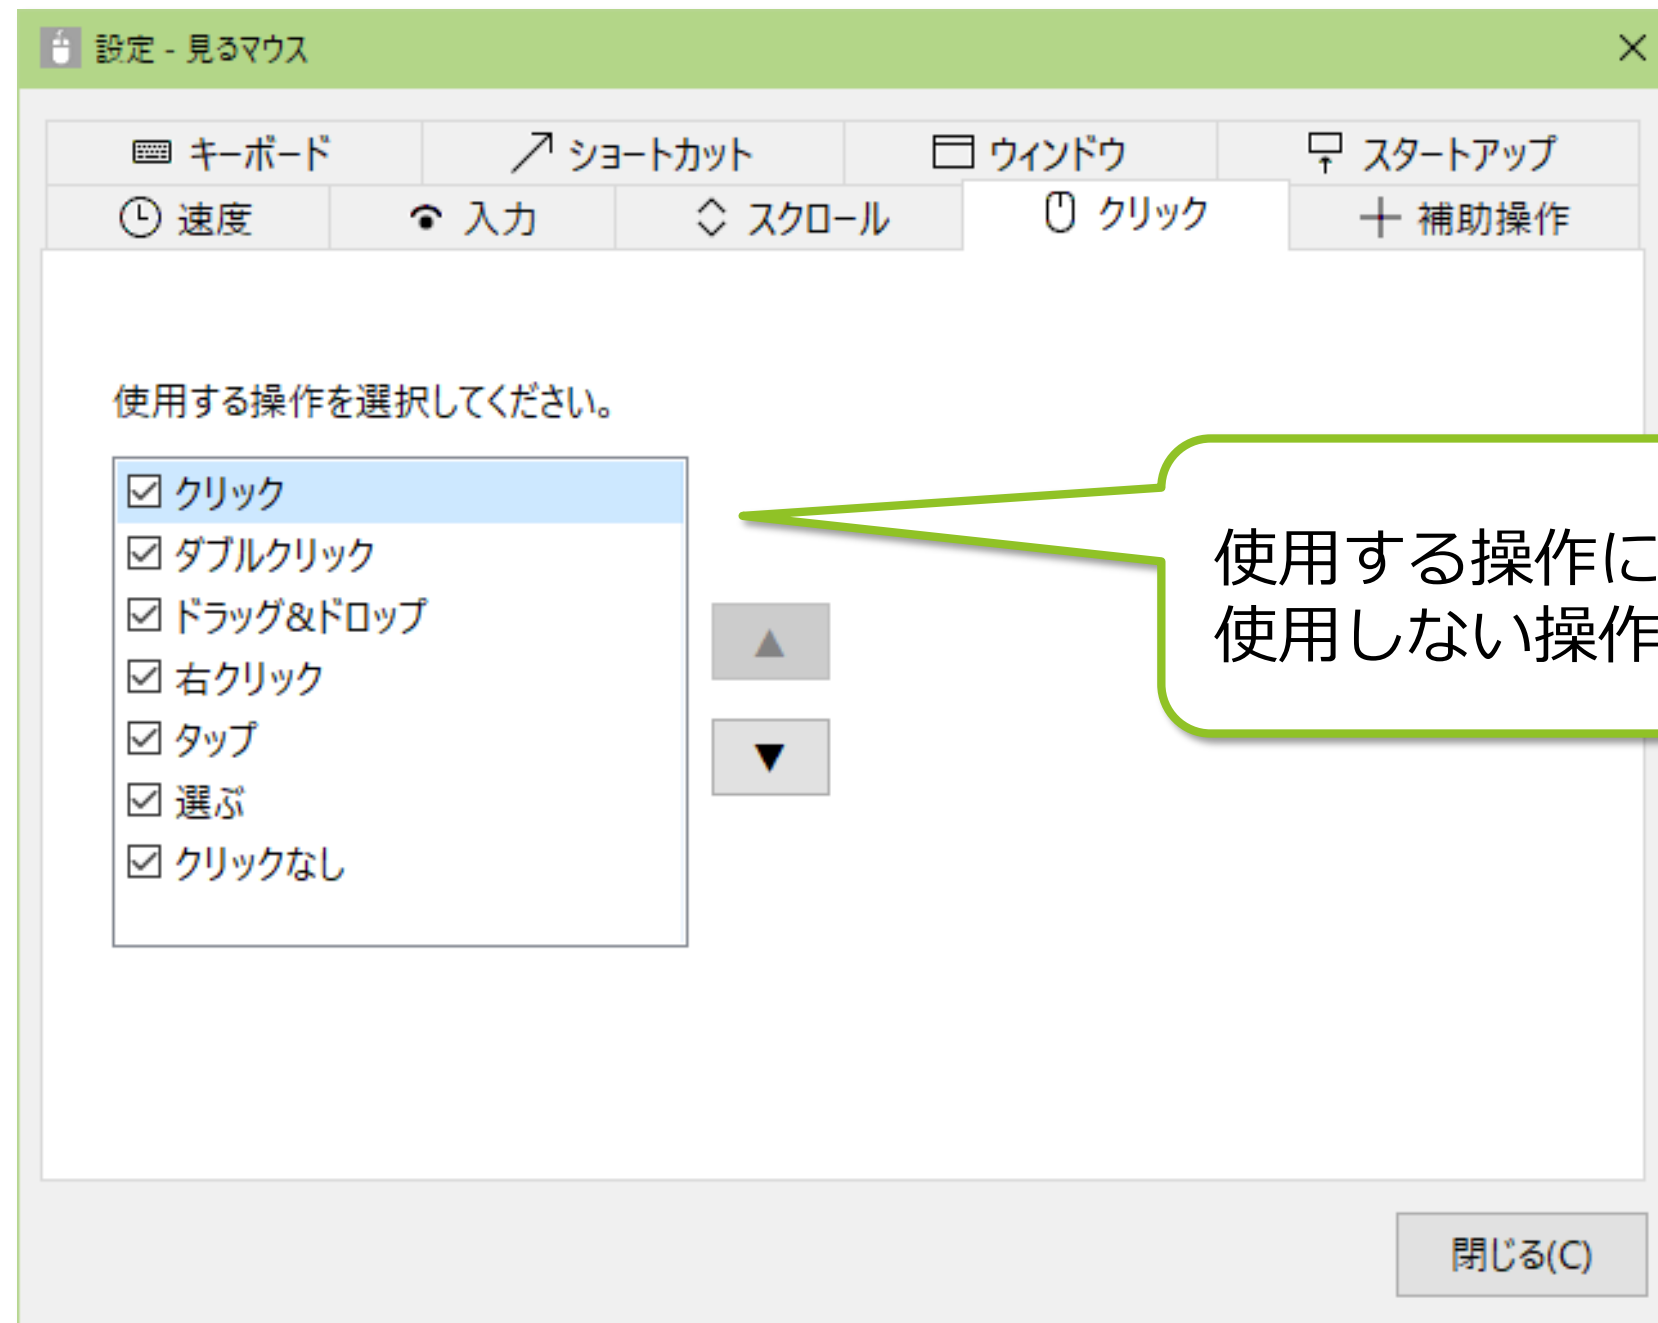 設定 - 見るマウス
キーボード ショートカット ウィンドウ スタートアップ
速度 入力 スクロール クリック 補助操作
使用する操作を選択してください。
クリック
ダブルクリック
ドラッグ&ドロップ
右クリック
タップ
選ぶ
クリックなし
▲
▼
使用する操作に
使用しない操作
閉じる(C)